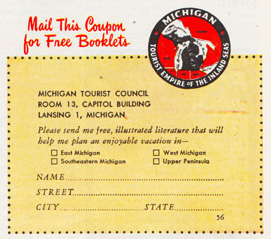 Mail This Coupon
for Free Booklets
MICHIGAN
TOURIST EMPIRE OF THE INLAND SEAS
MICHIGAN TOURIST COUNCIL
ROOM 13, CAPITOL BUILDING
LANSING 1, MICHIGAN
Please send me free, illustrated literature that will
help me plan an enjoyable vacation in—
East Michigan West Michigan
Southeastern Michigan Upper Peninsula
NAME
STREET
CITY STATE
56